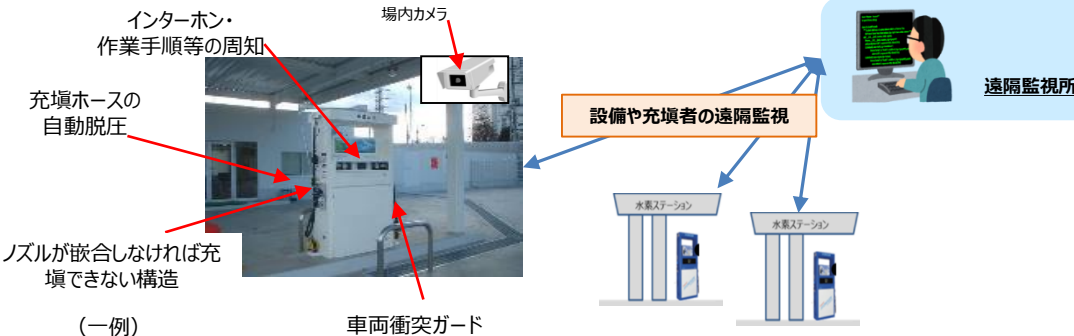 インターホン・
作業手順等の周知
場内カメラ
充塡ホースの
自動脱圧
設備や充塡者の遠隔監視
遠隔監視所
水素ステーション
水素ステーション
ノズルが嵌合しなければ充
塡できない構造
(一例)
車両衝突ガード